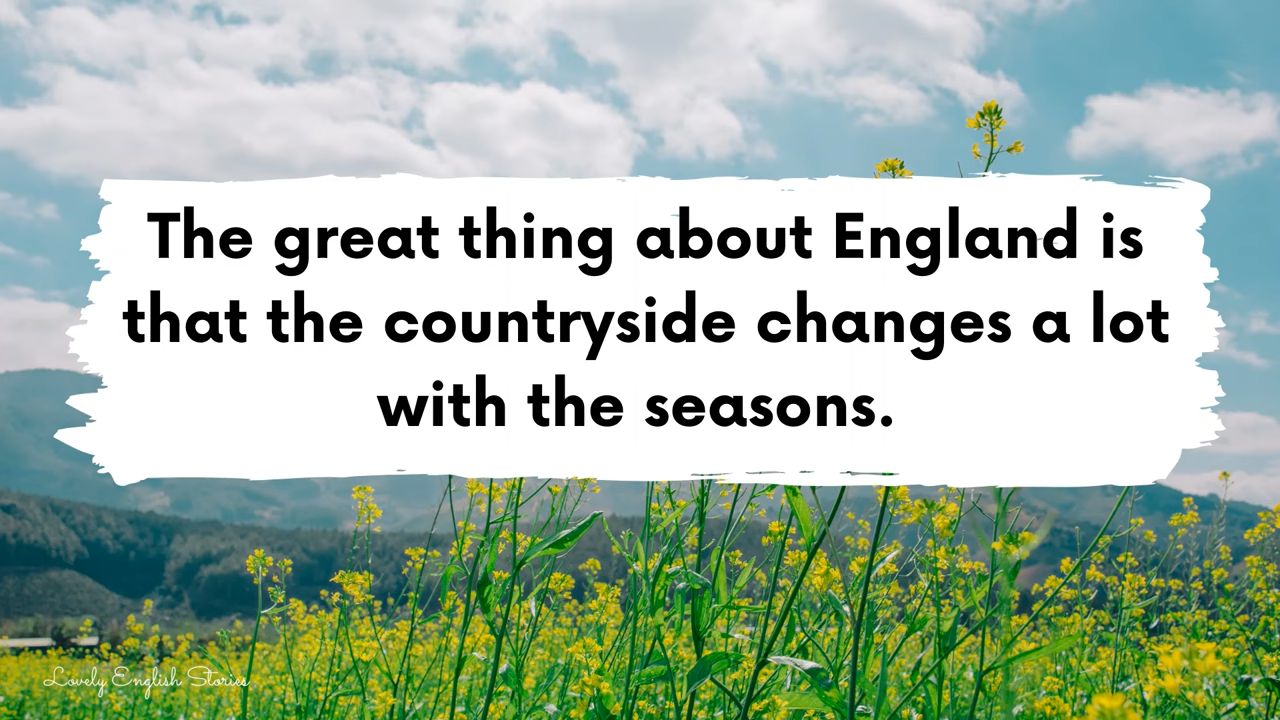 The great thing about England is
that the countryside changes a lot
with the seasons.
Lovely English Stories